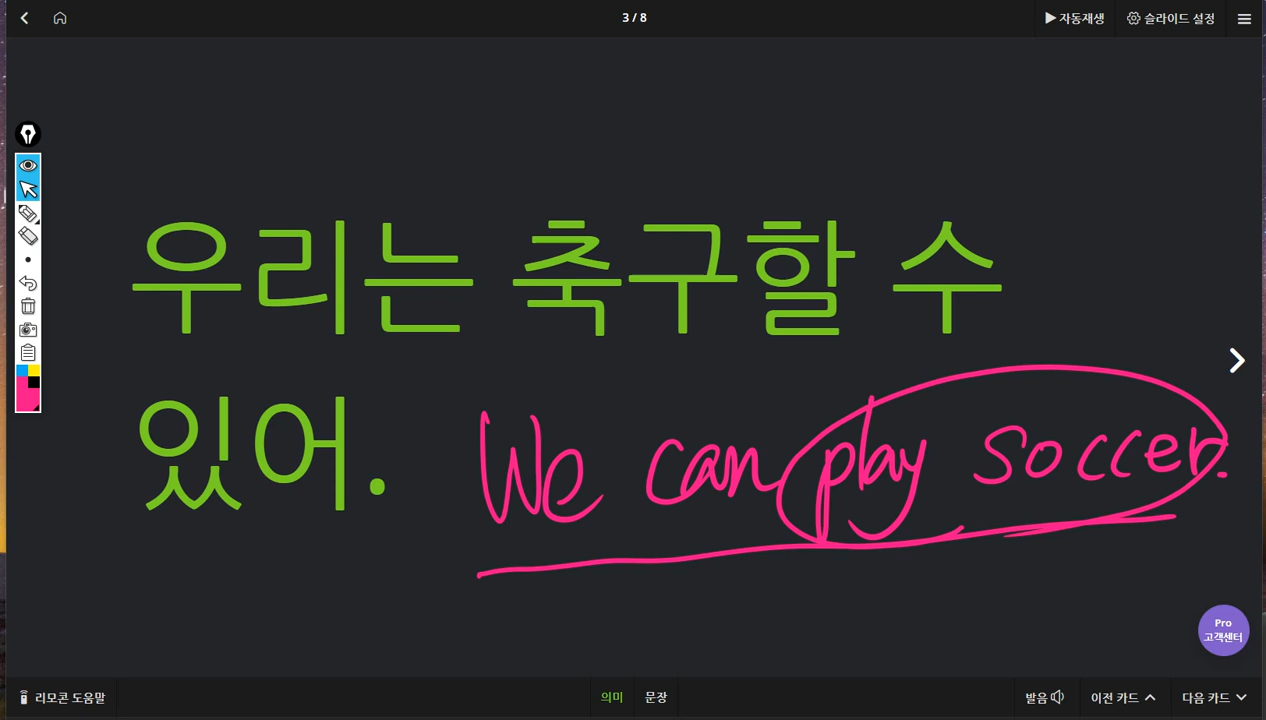 3 / 8
▶ 자동재생
슬라이드 설정
우리는 축구할 수
있어.
We can play soccer.
Pro
고객센터
리모콘 도움말
의미
문장
발음
이전 카드
다음 카드